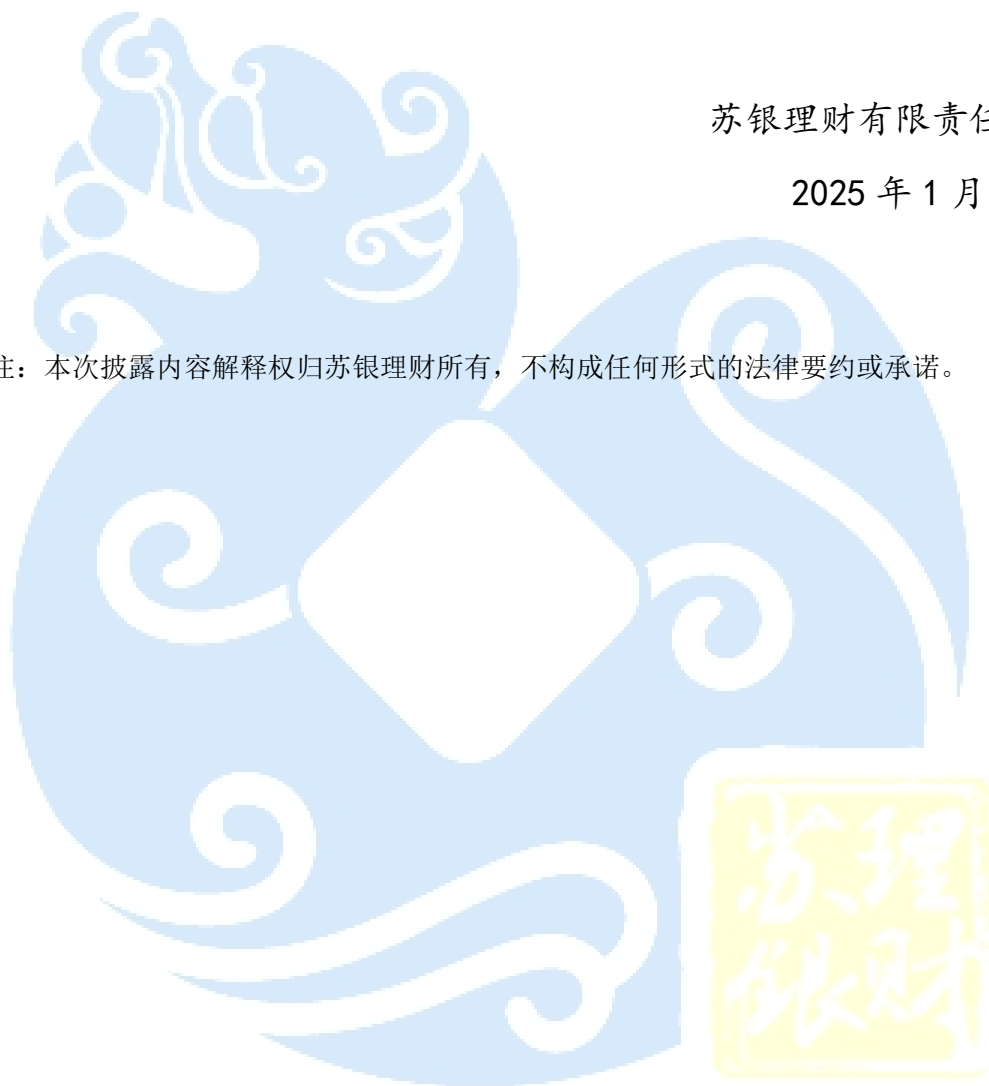 苏银理财有限责任
2025 年 1 月
注：本次披露内容解释权归苏银理财所有，不构成任何形式的法律要约或承诺。
苏理
银财